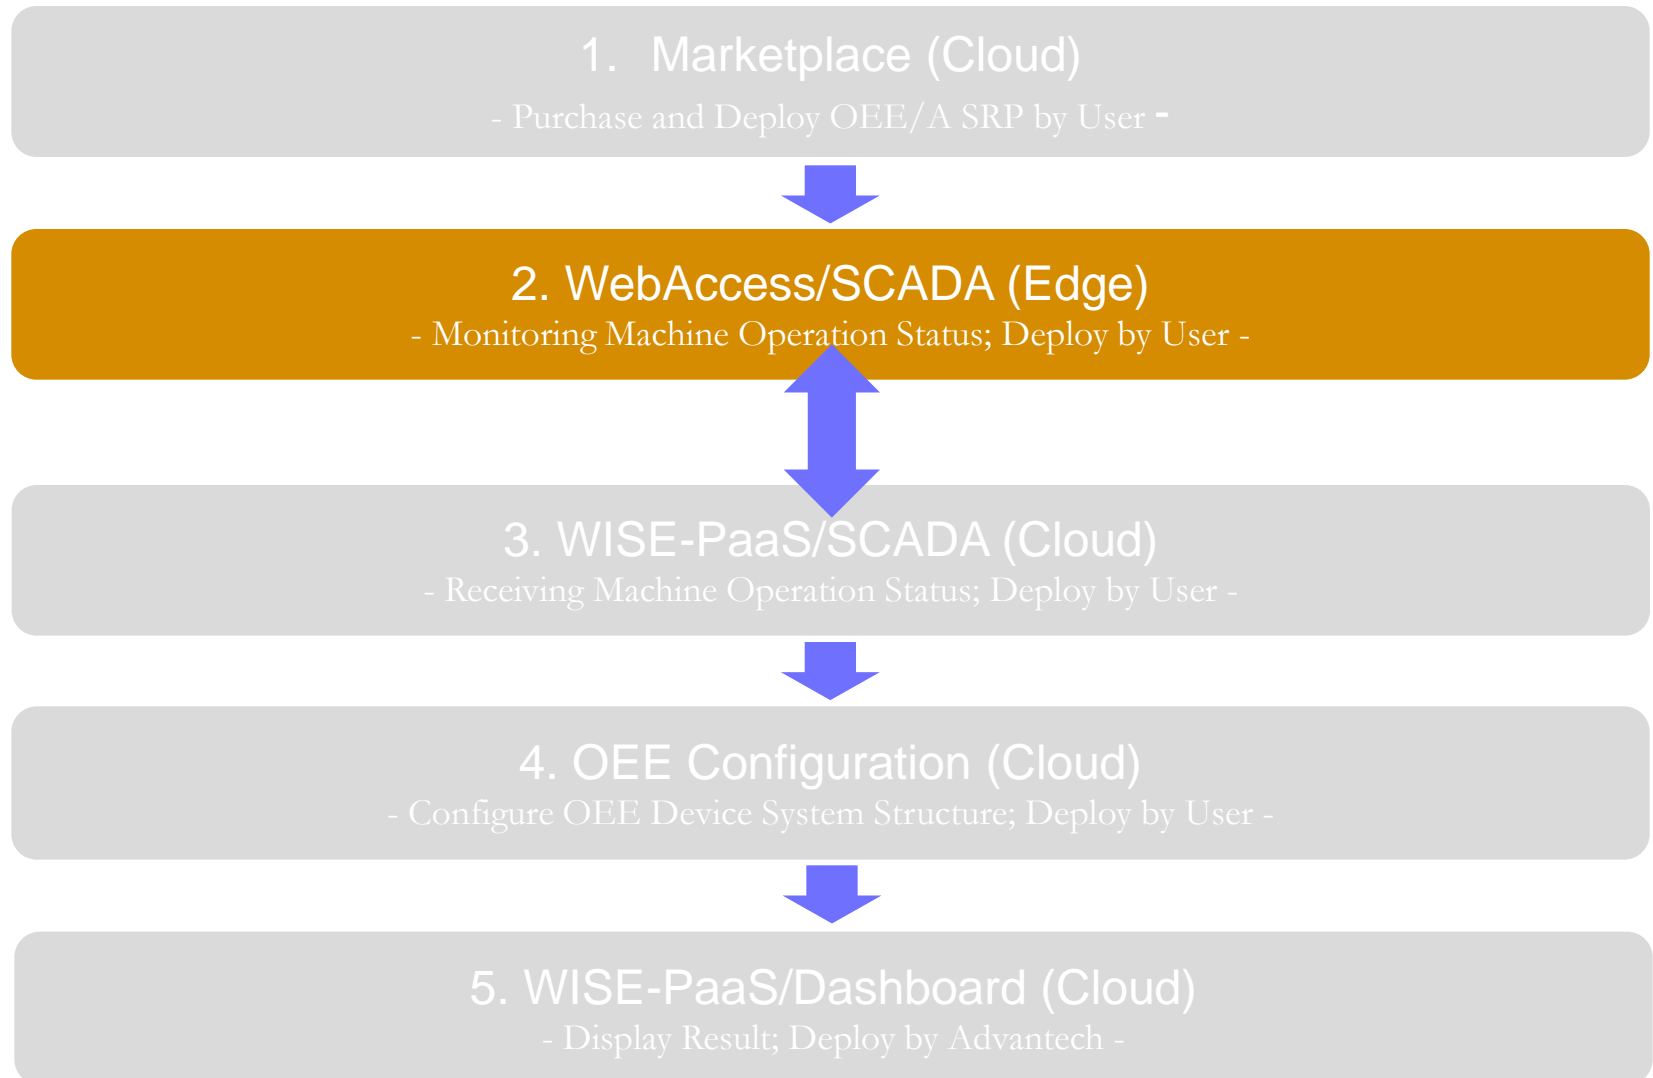 1. Marketplace (Cloud)
- Purchase and Deploy OEE/A SRP by User -
2. WebAccess/SCADA (Edge)
- Monitoring Machine Operation Status; Deploy by User -
3. WISE-PaaS/SCADA (Cloud)
- Receiving Machine Operation Status; Deploy by User -
4. OEE Configuration (Cloud)
- Configure OEE Device System Structure; Deploy by User -
5. WISE-PaaS/Dashboard (Cloud)
- Display Result; Deploy by Advantech -